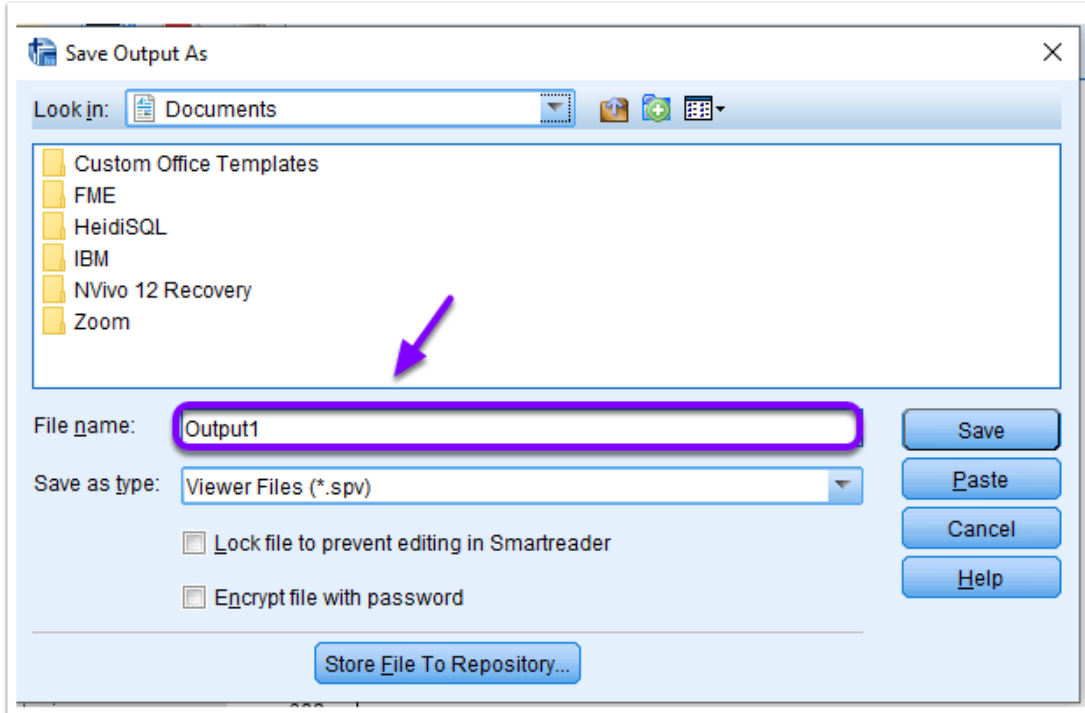 Save Output As
Look in: Documents
Custom Office Templates
FME
HeidiSQL
IBM
NVivo 12 Recovery
Zoom
File name: Output1 Save
Save as type: Viewer Files (*.spv) Paste
Lock file to prevent editing in Smartreader Cancel
Encrypt file with password Help
Store File To Repository...